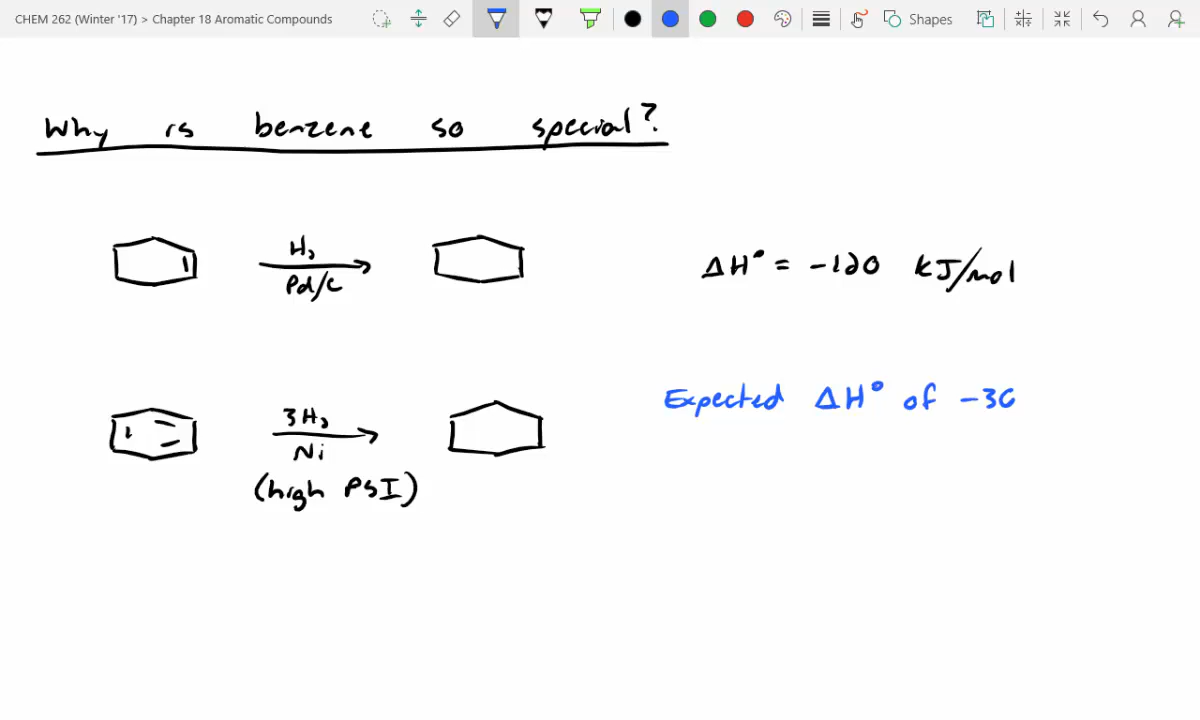 CHEM 262 (Winter '17) > Chapter 18 Aromatic Compounds Shapes
Why is benzene so special?
H₂
Pd/C
ΔH° = -120 kJ/mol
3H₂
Ni
(high PSI)
Expected ΔH° of -36